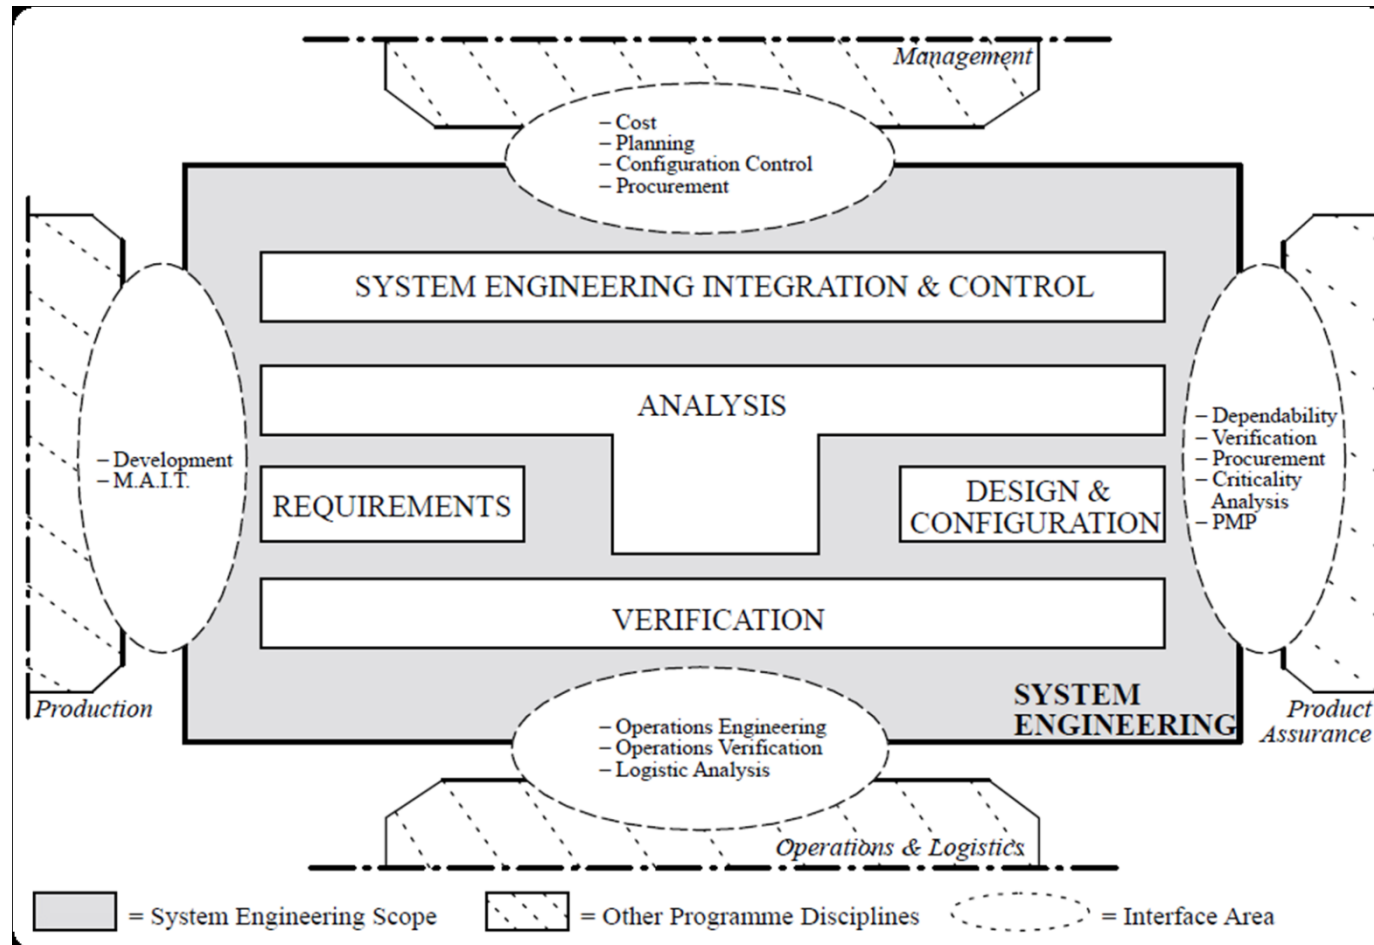 Management
– Cost
– Planning
– Configuration Control
– Procurement
SYSTEM ENGINEERING INTEGRATION & CONTROL
ANALYSIS
– Development
– M.A.I.T.
REQUIREMENTS
DESIGN &
CONFIGURATION
– Dependability
– Verification
– Procurement
– Criticality
Analysis
– PMP
VERIFICATION
Production
– Operations Engineering
– Operations Verification
– Logistic Analysis
SYSTEM
ENGINEERING
Product
Assurance
Operations & Logistics
= System Engineering Scope
= Other Programme Disciplines
= Interface Area